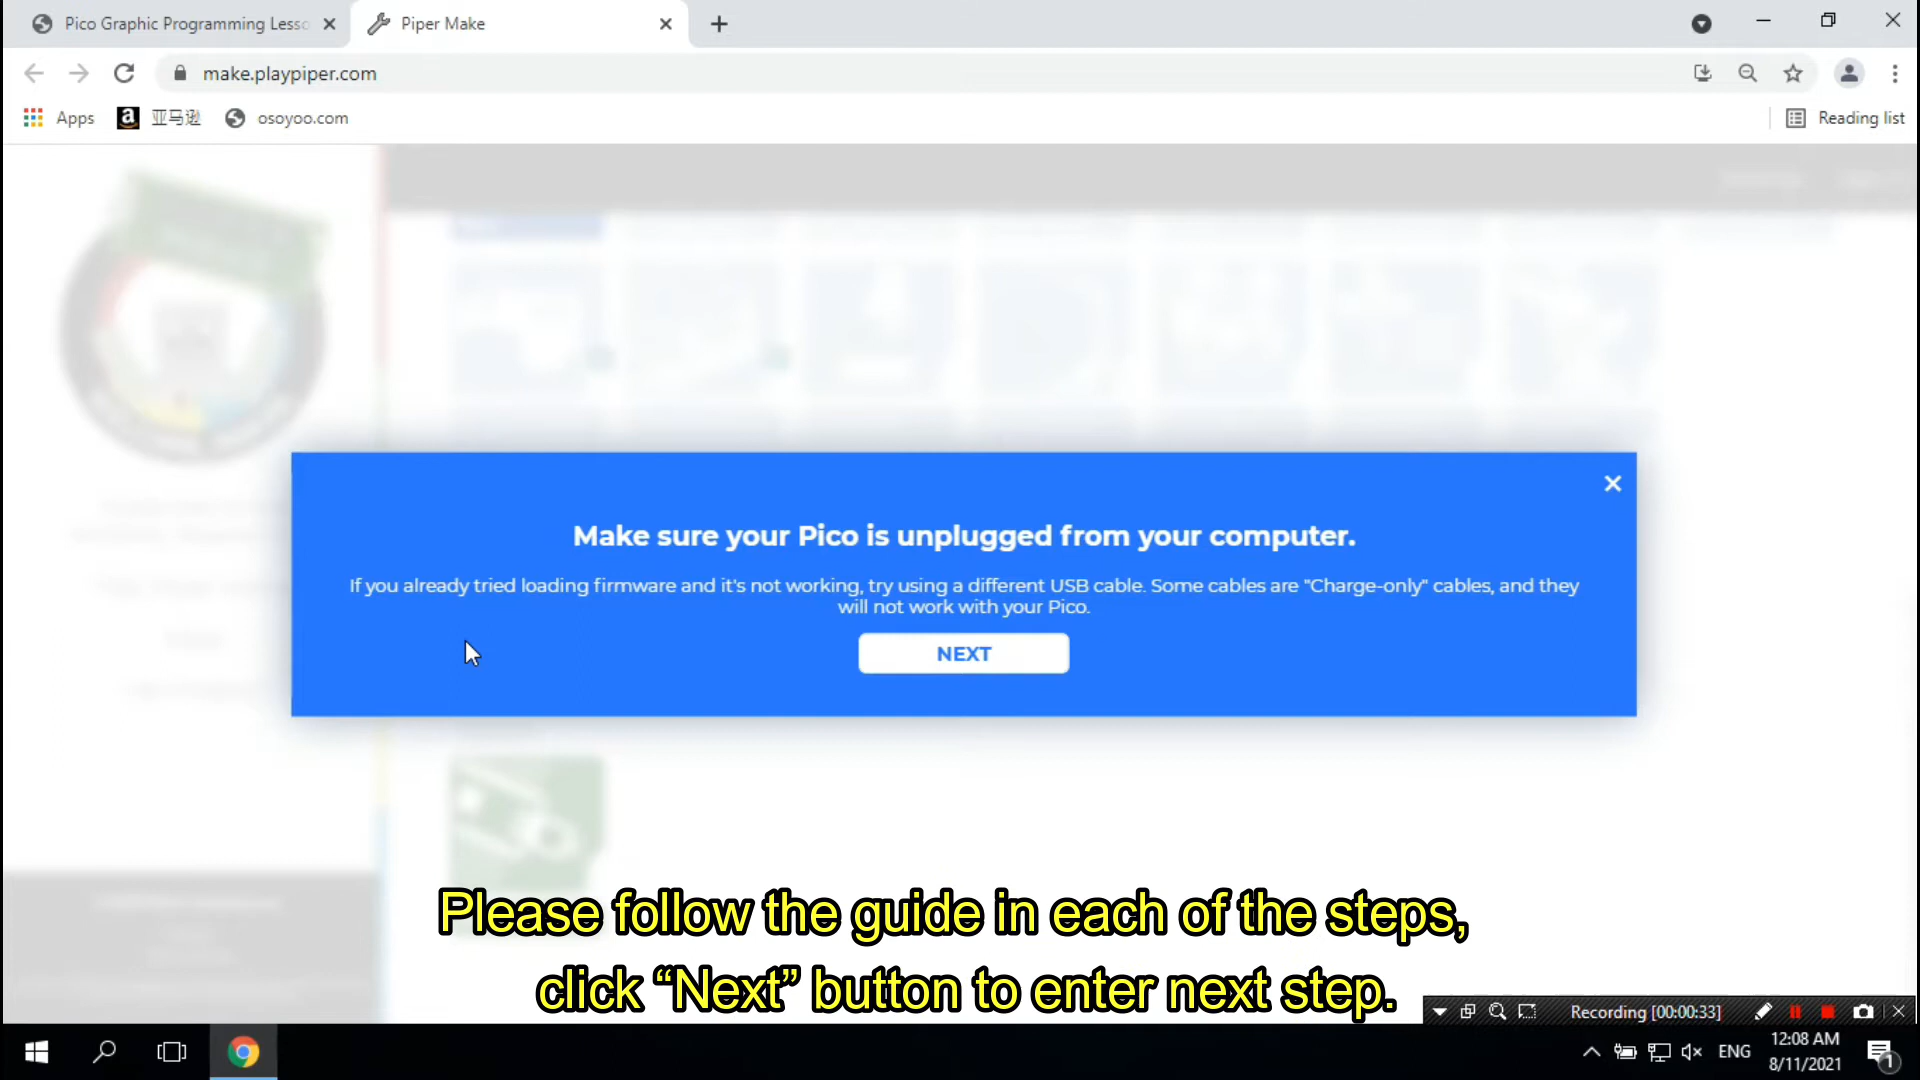 Pico Graphic Programming Lesso
Piper Make
make.playpiper.com
Apps
亚马逊
osoyoo.com
Reading list
Make sure your Pico is unplugged from your computer.
If you already tried loading firmware and it's not working, try using a different USB cable. Some cables are "Charge-only" cables, and they
will not work with your Pico.
NEXT
Please follow the guide in each of the steps,
click “Next” button to enter next step.
Recording [00:00:33]
ENG
12:08 AM
8/11/2021
1